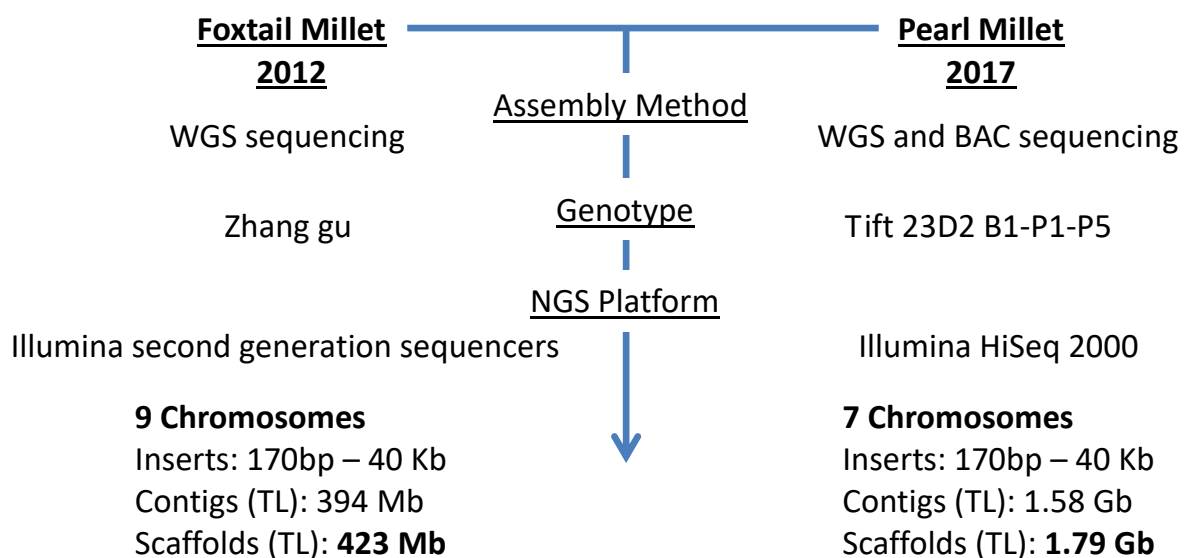 Foxtail Millet
2012
WGS sequencing
Zhang gu
Illumina second generation sequencers
9 Chromosomes
Inserts: 170bp – 40 Kb
Contigs (TL): 394 Mb
Scaffolds (TL): 423 Mb
Assembly Method
Genotype
NGS Platform
Pearl Millet
2017
WGS and BAC sequencing
Tift 23D2 B1-P1-P5
Illumina HiSeq 2000
7 Chromosomes
Inserts: 170bp – 40 Kb
Contigs (TL): 1.58 Gb
Scaffolds (TL): 1.79 Gb